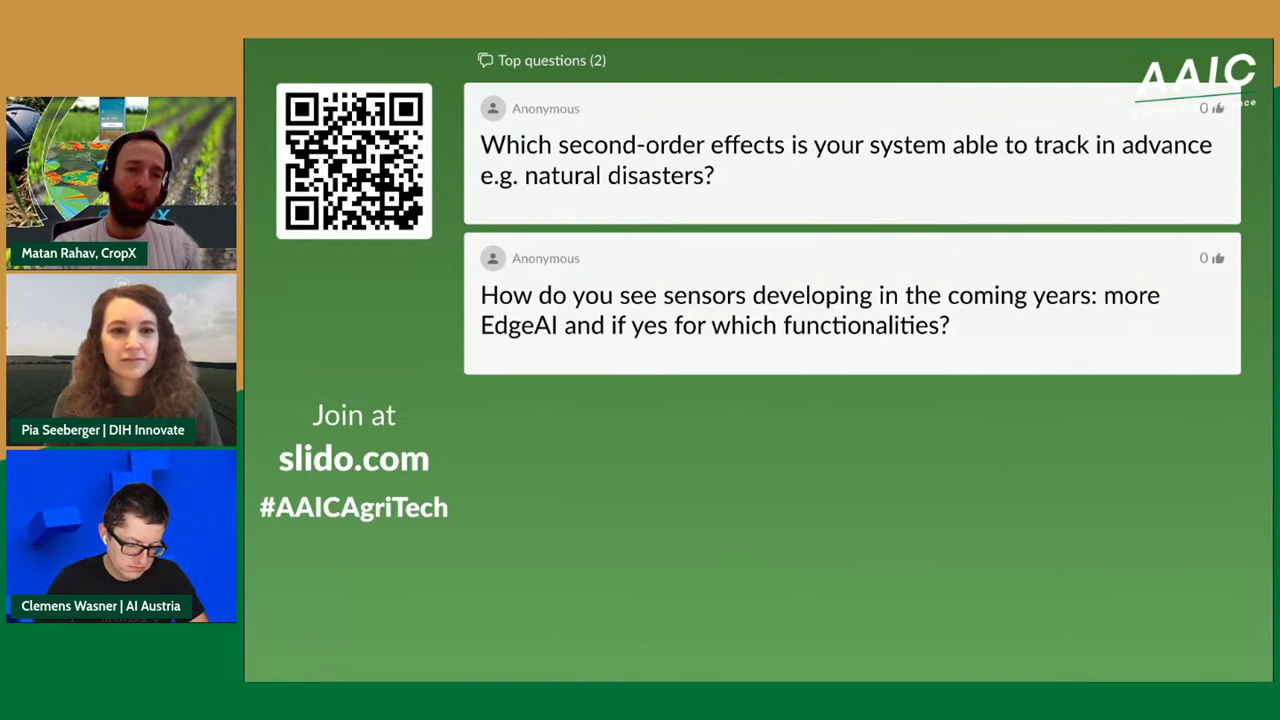 Top questions (2)
AAIC
Anonymous
0
Which second-order effects is your system able to track in advance
e.g. natural disasters?
Anonymous
0
How do you see sensors developing in the coming years: more
EdgeAI and if yes for which functionalities?
Join at
slido.com
#AAICAgriTech
Matan Rahav, CropX
Pia Seeberger | DIH Innovate
Clemens Wasner | AI Austria